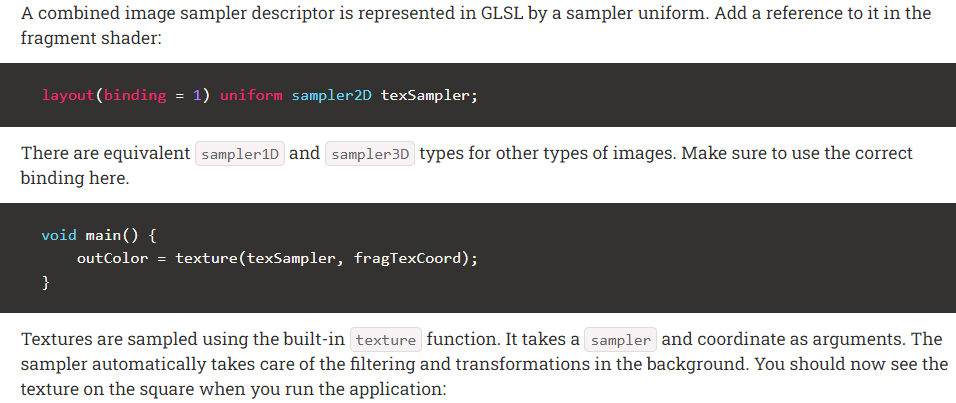 A combined image sampler descriptor is represented in GLSL by a sampler uniform. Add a reference to it in the
fragment shader:
layout(binding = 1) uniform sampler2D texSampler;
There are equivalent sampler1D and sampler3D types for other types of images. Make sure to use the correct
binding here.
void main() {
    outColor = texture(texSampler, fragTexCoord);
}
Textures are sampled using the built-in texture function. It takes a sampler and coordinate as arguments. The
sampler automatically takes care of the filtering and transformations in the background. You should now see the
texture on the square when you run the application: